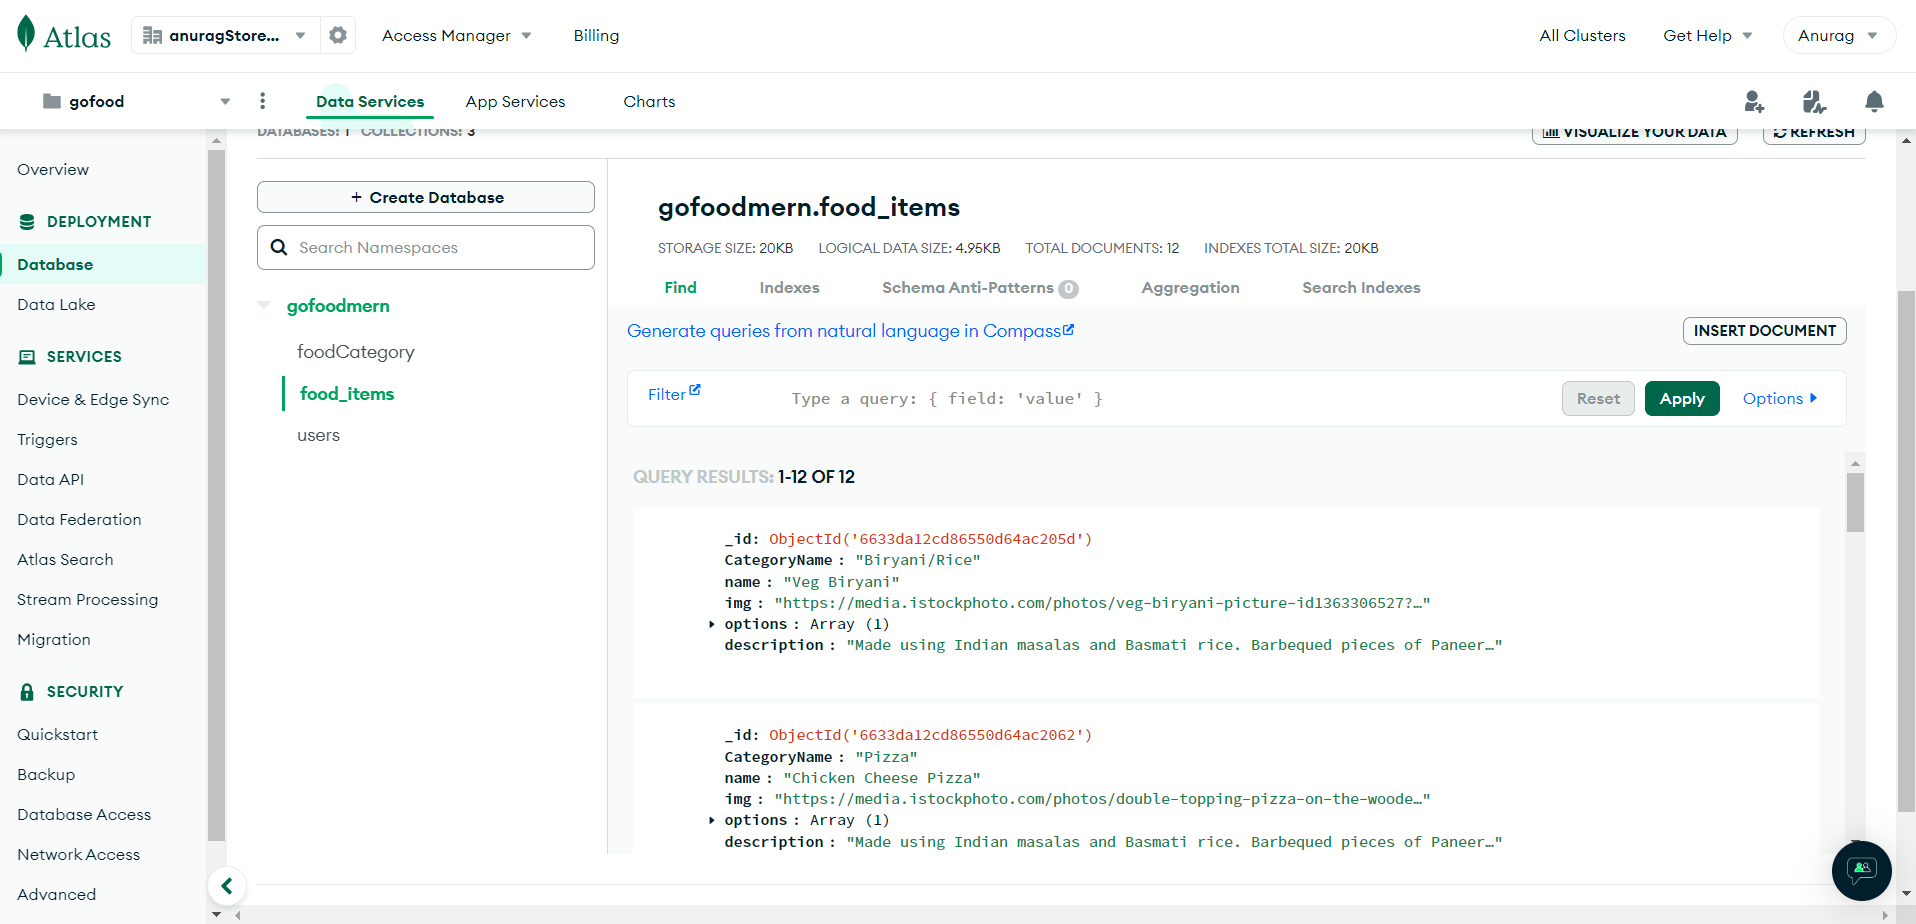 Atlas
anuragStore...
Access Manager
Billing
All Clusters
Get Help
Anurag
gofood
Data Services
App Services
Charts
DATABASES: 1 COLLECTIONS: 3
VISUALIZE YOUR DATA
REFRESH
Overview
DEPLOYMENT
Database
Data Lake
SERVICES
Device & Edge Sync
Triggers
Data API
Data Federation
Atlas Search
Stream Processing
Migration
SECURITY
Quickstart
Backup
Database Access
Network Access
Advanced
+ Create Database
Search Namespaces
gofoodmern
foodCategory
food_items
users
gofoodmern.food_items
STORAGE SIZE: 20KB LOGICAL DATA SIZE: 4.95KB TOTAL DOCUMENTS: 12 INDEXES TOTAL SIZE: 20KB
Find Indexes Schema Anti-Patterns 0 Aggregation Search Indexes
Generate queries from natural language in Compass
INSERT DOCUMENT
Filter
Type a query: { field: 'value' }
Reset
Apply
Options
QUERY RESULTS: 1-12 OF 12
_id: ObjectId('6633da12cd86550d64ac205d')
CategoryName : "Biryani/Rice"
name : "Veg Biryani"
img : "https://media.istockphoto.com/photos/veg-biryani-picture-id1363306527?…"
options : Array (1)
description : "Made using Indian masalas and Basmati rice. Barbequed pieces of Paneer…"
_id: ObjectId('6633da12cd86550d64ac2062')
CategoryName : "Pizza"
name : "Chicken Cheese Pizza"
img : "https://media.istockphoto.com/photos/double-topping-pizza-on-the-woode…"
options : Array (1)
description : "Made using Indian masalas and Basmati rice. Barbequed pieces of Paneer…"